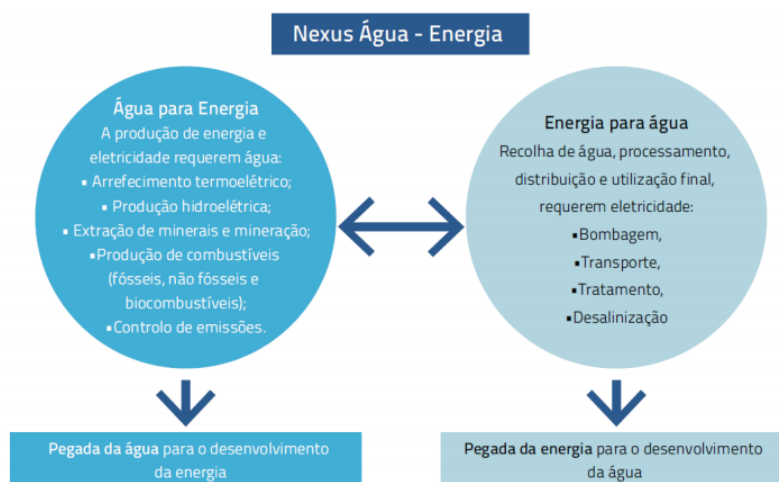 Nexus Água - Energia
Água para Energia
A produção de energia e
eletricidade requerem água:
▪ Arrefecimento termoelétrico;
▪ Produção hidroelétrica;
▪ Extração de minerais e mineração;
▪Produção de combustíveis
(fósseis, não fósseis e
biocombustíveis);
▪Controlo de emissões.
Energia para água
Recolha de água, processamento,
distribuição e utilização final,
requerem eletricidade:
▪Bombagem,
▪Transporte,
▪Tratamento,
▪Desalinização
Pegada da água para o desenvolvimento
da energia
Pegada da energia para o desenvolvimento
da água